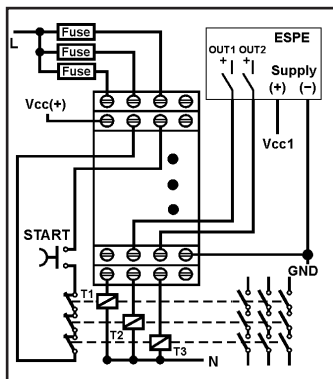 L
Fuse
Fuse
Fuse
ESPE
OUT1 OUT2
+ +
Supply
(+) (−)
Vcc(+)
Vcc1
START
GND
T1
T2
T3
N